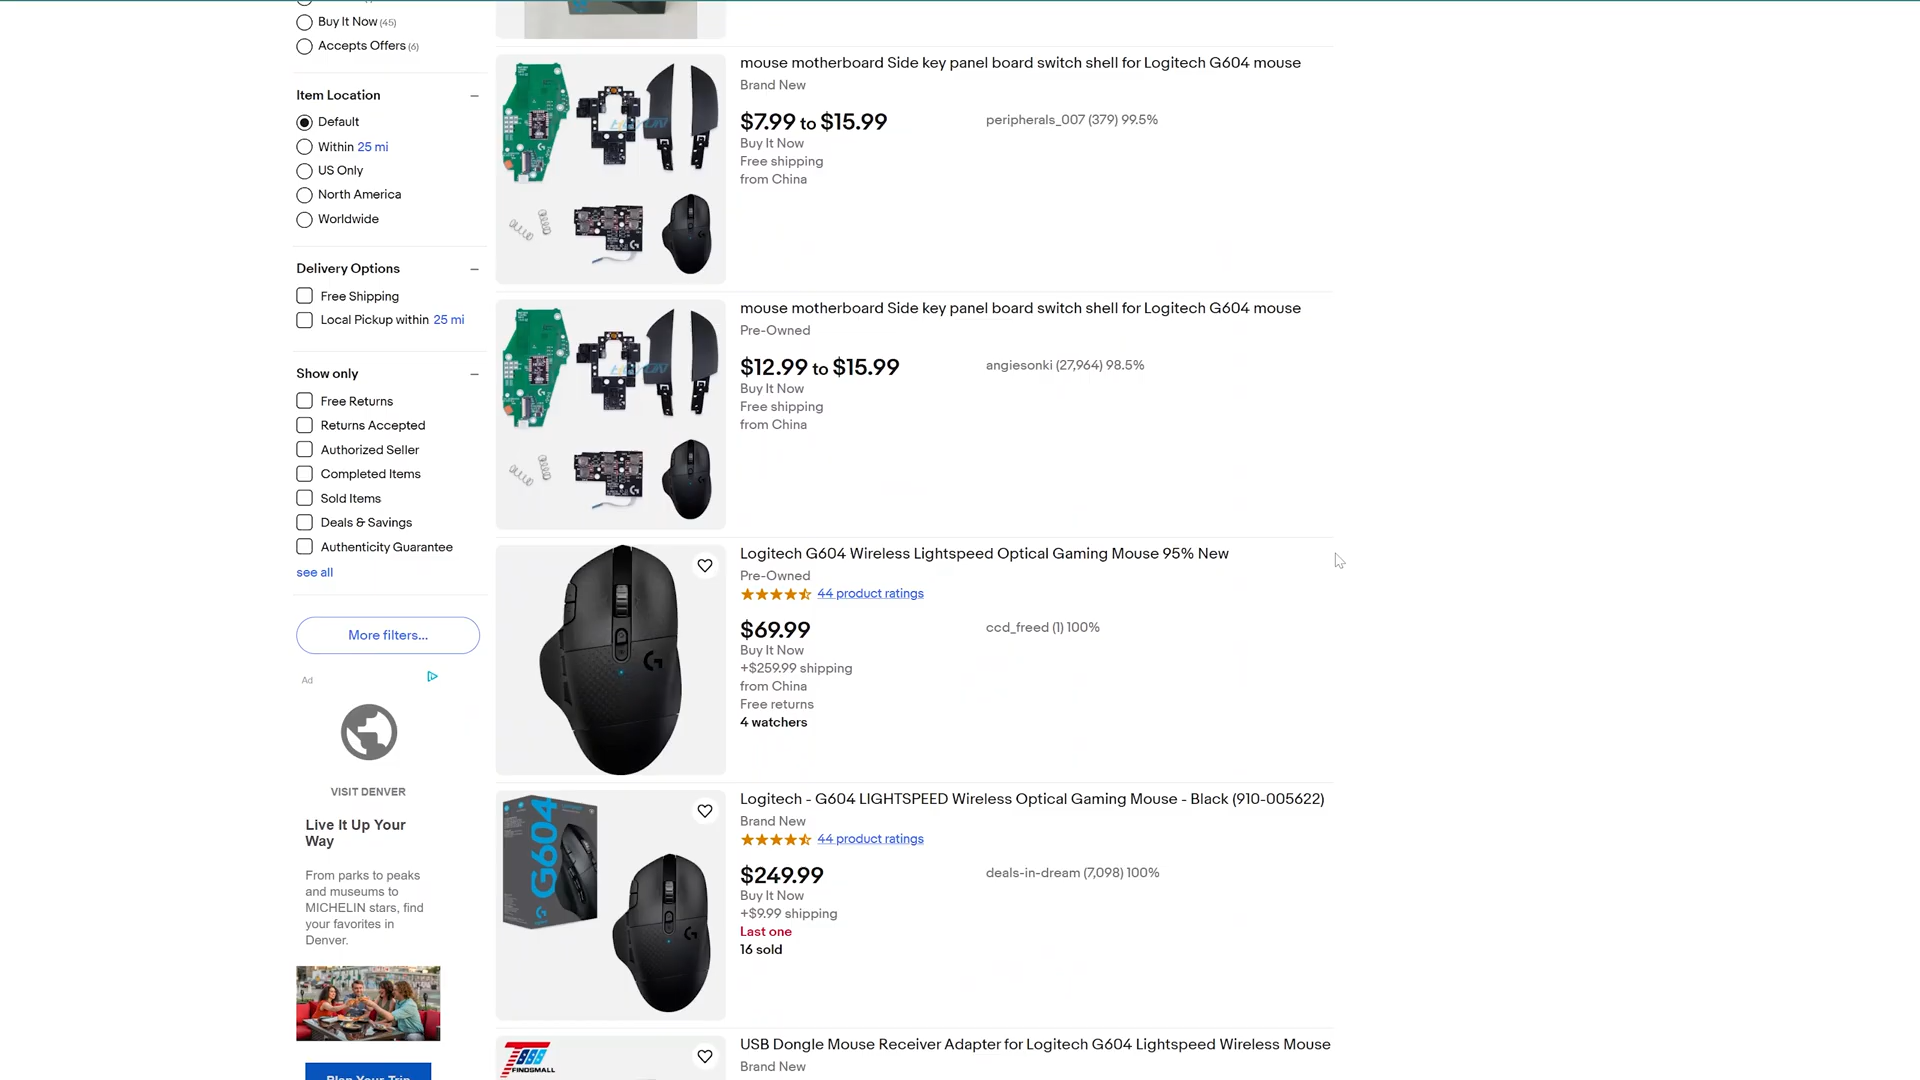 Buy It Now (45)
Accepts Offers (6)
Item Location
Default
Within 25 mi
US Only
North America
Worldwide
Delivery Options
Free Shipping
Local Pickup within 25 mi
Show only
Free Returns
Returns Accepted
Authorized Seller
Completed Items
Sold Items
Deals & Savings
Authenticity Guarantee
see all
More filters...
Ad
VISIT DENVER
Live It Up Your
Way
From parks to peaks
and museums to
MICHELIN stars, find
your favorites in
Denver.
Plan Your Trip
mouse motherboard Side key panel board switch shell for Logitech G604 mouse
Brand New
$7.99 to $15.99
peripherals_007 (379) 99.5%
Buy It Now
Free shipping
from China
mouse motherboard Side key panel board switch shell for Logitech G604 mouse
Pre-Owned
$12.99 to $15.99
angiesonki (27,964) 98.5%
Buy It Now
Free shipping
from China
Logitech G604 Wireless Lightspeed Optical Gaming Mouse 95% New
Pre-Owned
44 product ratings
$69.99
ccd_freed (1) 100%
Buy It Now
+$259.99 shipping
from China
Free returns
4 watchers
G604
Logitech - G604 LIGHTSPEED Wireless Optical Gaming Mouse - Black (910-005622)
Brand New
44 product ratings
$249.99
deals-in-dream (7,098) 100%
Buy It Now
+$9.99 shipping
Last one
16 sold
FINDSMALL
USB Dongle Mouse Receiver Adapter for Logitech G604 Lightspeed Wireless Mouse
Brand New